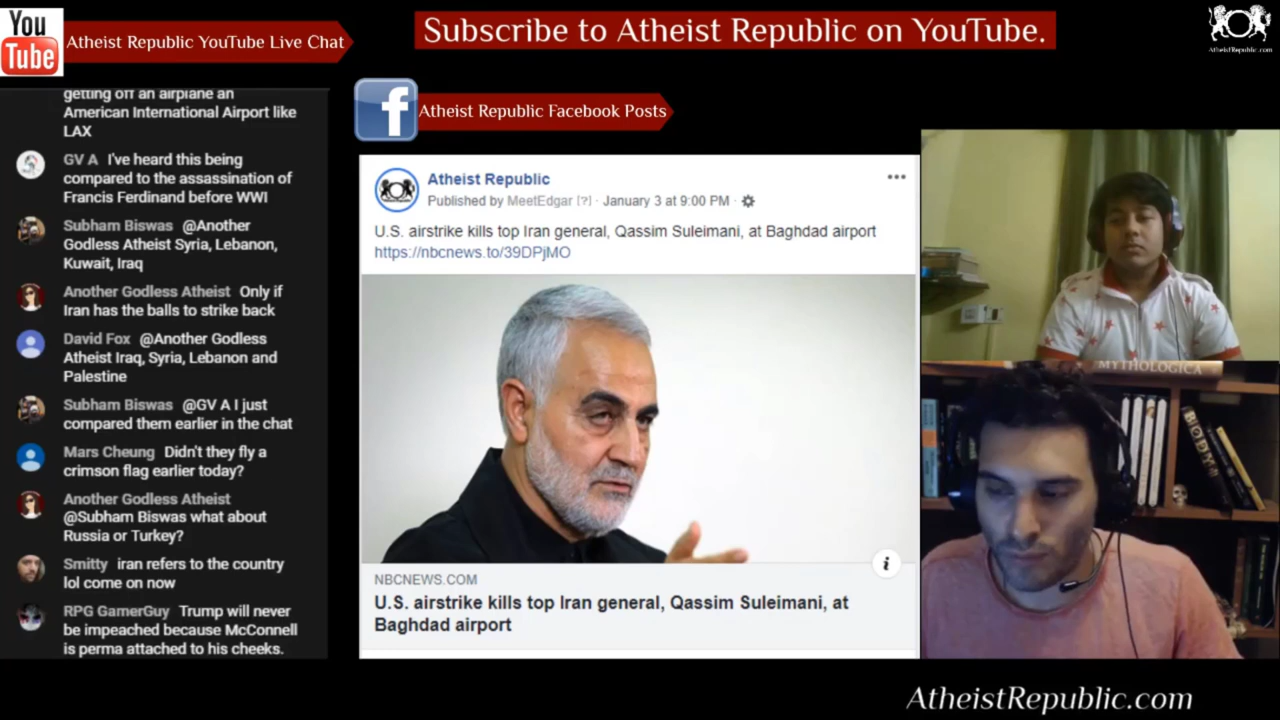 You
Tube
Atheist Republic YouTube Live Chat
Subscribe to Atheist Republic on YouTube.
AtheistRepublic.com
getting off an airplane an
American International Airport like
LAX
GV A I've heard this being
compared to the assassination of
Francis Ferdinand before WWI
Subham Biswas @Another
Godless Atheist Syria, Lebanon,
Kuwait, Iraq
Another Godless Atheist Only if
Iran has the balls to strike back
David Fox @Another Godless
Atheist Iraq, Syria, Lebanon and
Palestine
Subham Biswas @GV A I just
compared them earlier in the chat
Mars Cheung Didn't they fly a
crimson flag earlier today?
Another Godless Atheist
@Subham Biswas what about
Russia or Turkey?
Smitty iran refers to the country
lol come on now
RPG GamerGuy Trump will never
be impeached because McConnell
is perma attached to his cheeks.
f
Atheist Republic Facebook Posts
Atheist Republic
Published by MeetEdgar [?] · January 3 at 9:00 PM ·
U.S. airstrike kills top Iran general, Qassim Suleimani, at Baghdad airport
https://nbcnews.to/39DPjMO
i
NBCNEWS.COM
U.S. airstrike kills top Iran general, Qassim Suleimani, at
Baghdad airport
MYTHOLOGICA
BODY
AtheistRepublic.com